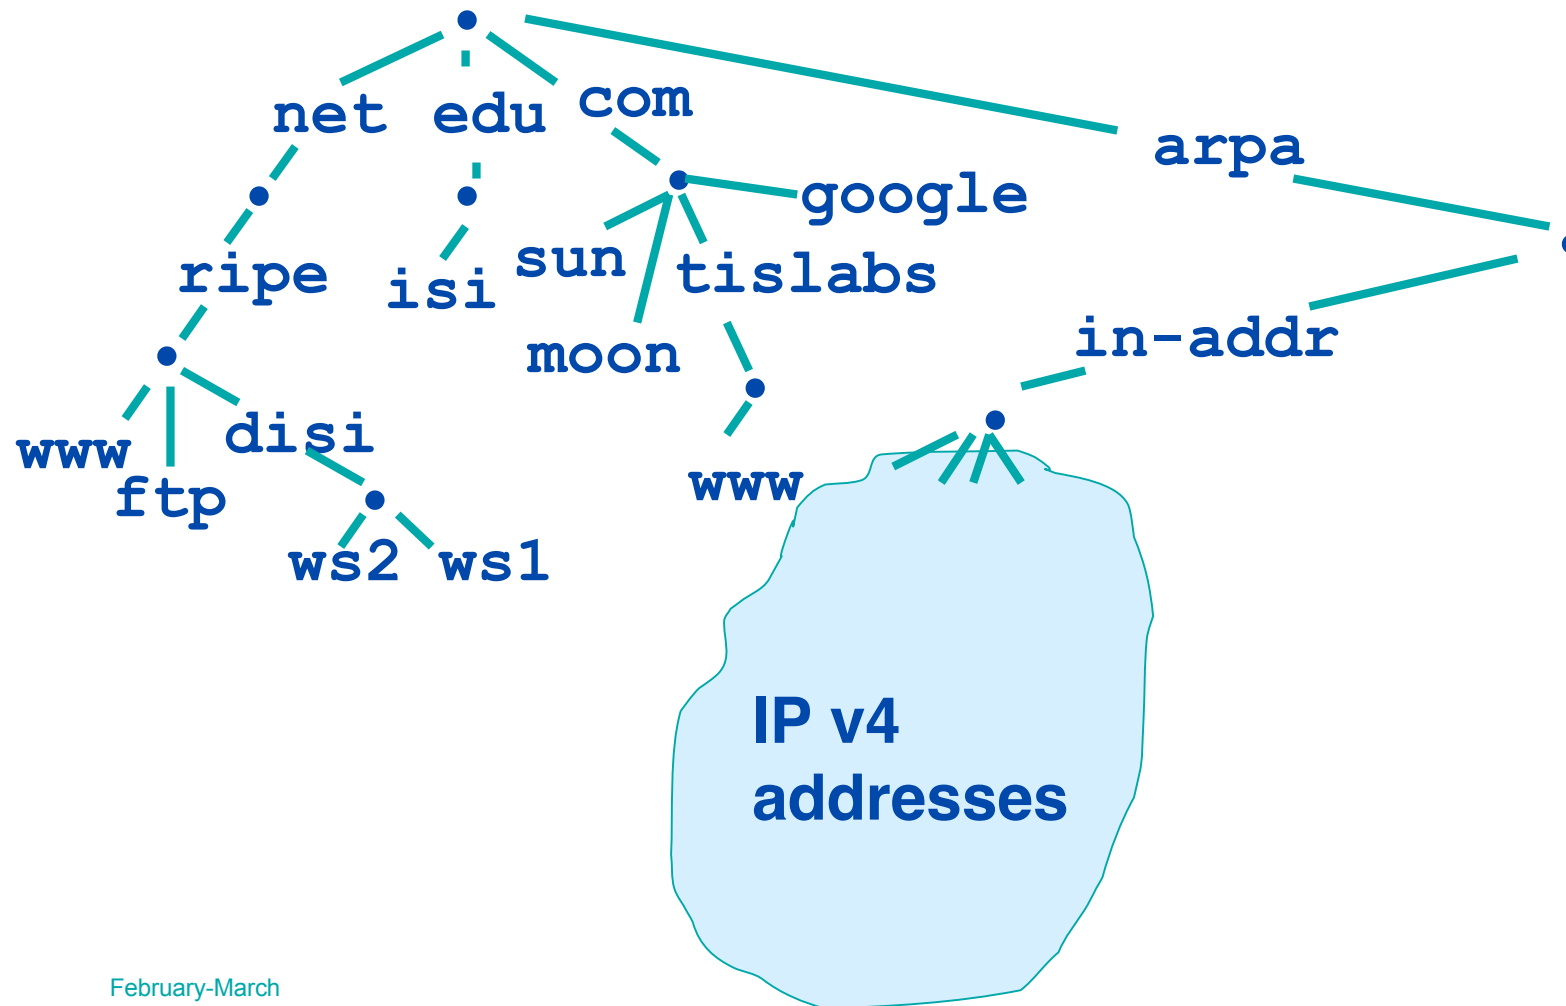 net edu com
arpa
google
sun
tislabs
ripe
isi
in-addr
moon
disi
www
ftp
www
ws2 ws1
IP v4
addresses
February-March